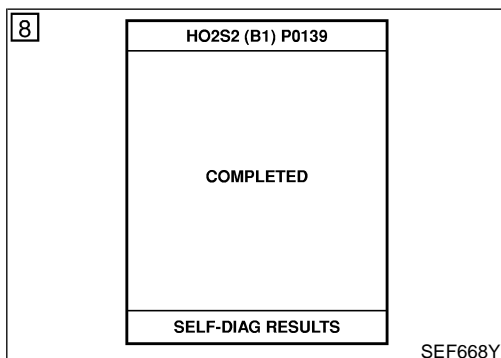 8
HO2S2 (B1) P0139
COMPLETED
SELF-DIAG RESULTS
SEF668Y